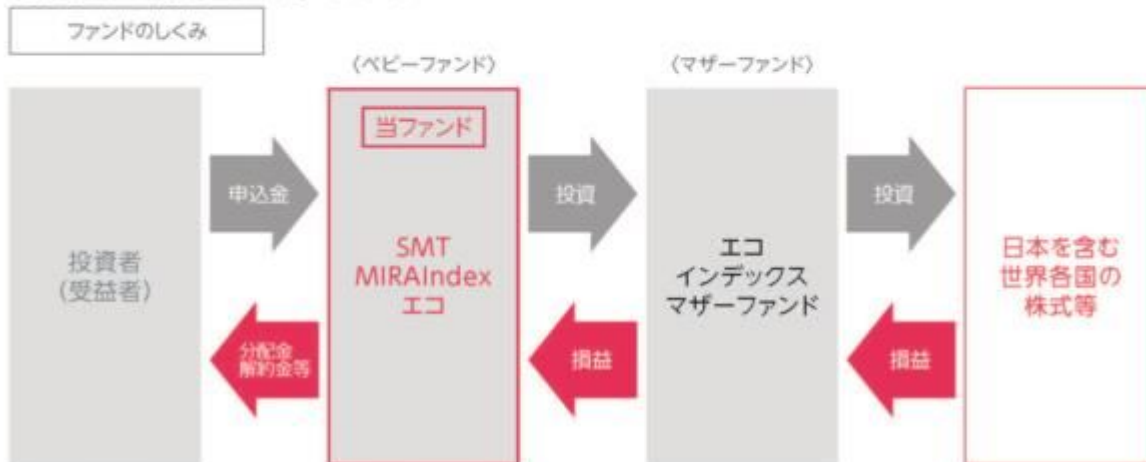 ファンドのしくみ
〈ベビーファンド〉
〈マザーファンド〉
投資者
(受益者)
申込金
分配金
解約金等
当ファンド
SMT
MIRAIndex
エコ
投資
損益
エコ
インデックス
マザーファンド
投資
損益
日本を含む
世界各国の
株式等